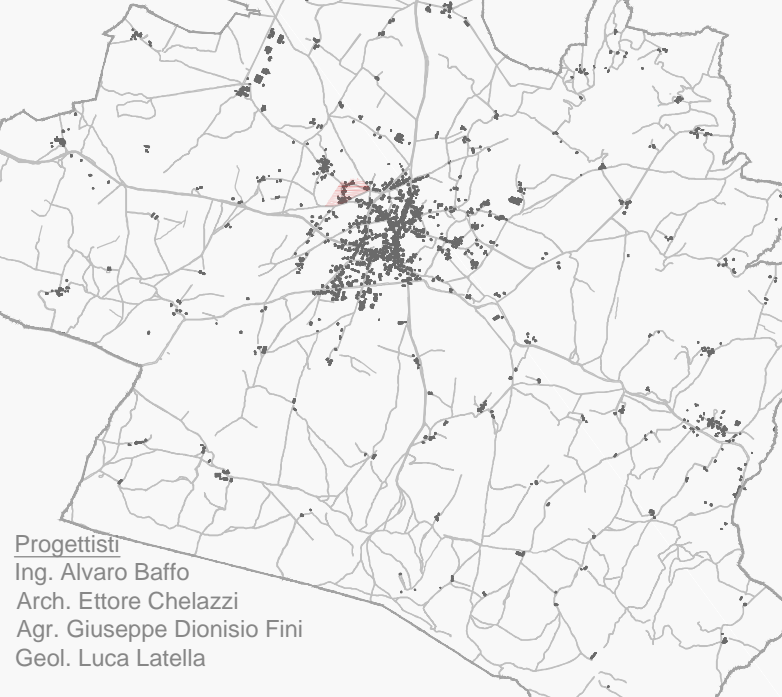 Progettisti
Ing. Alvaro Baffo
Arch. Ettore Chelazzi
Agr. Giuseppe Dionisio Fini
Geol. Luca Latella